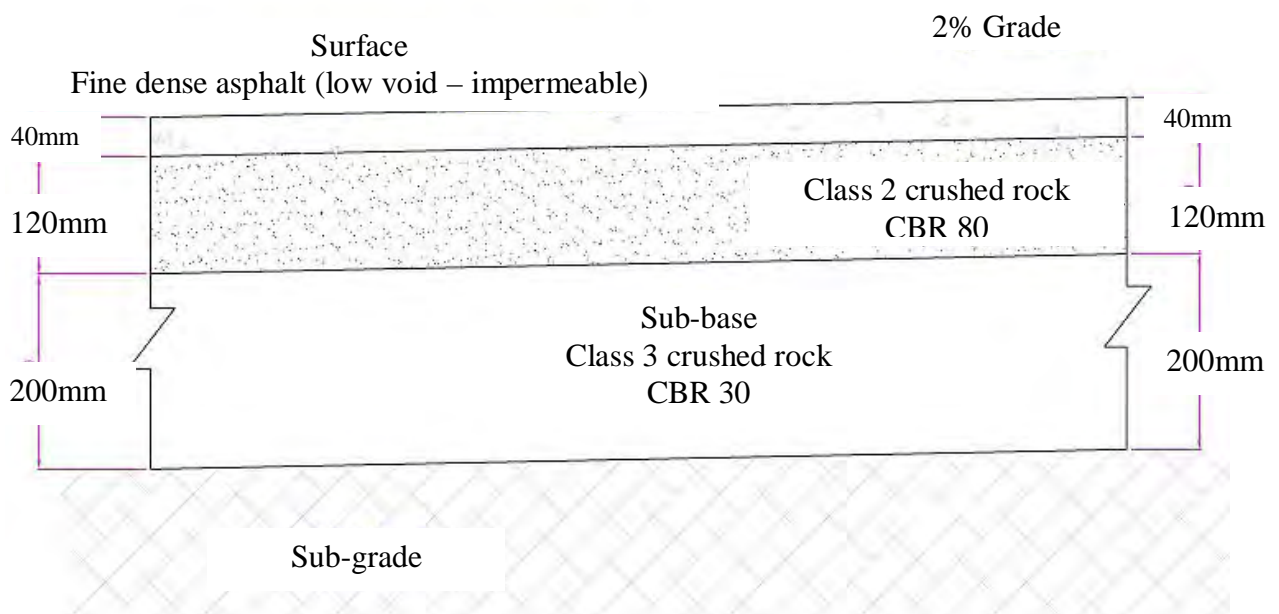 2% Grade
Surface
Fine dense asphalt (low void – impermeable)
40mm
40mm
Class 2 crushed rock
CBR 80
120mm
120mm
Sub-base
Class 3 crushed rock
CBR 30
200mm
200mm
Sub-grade